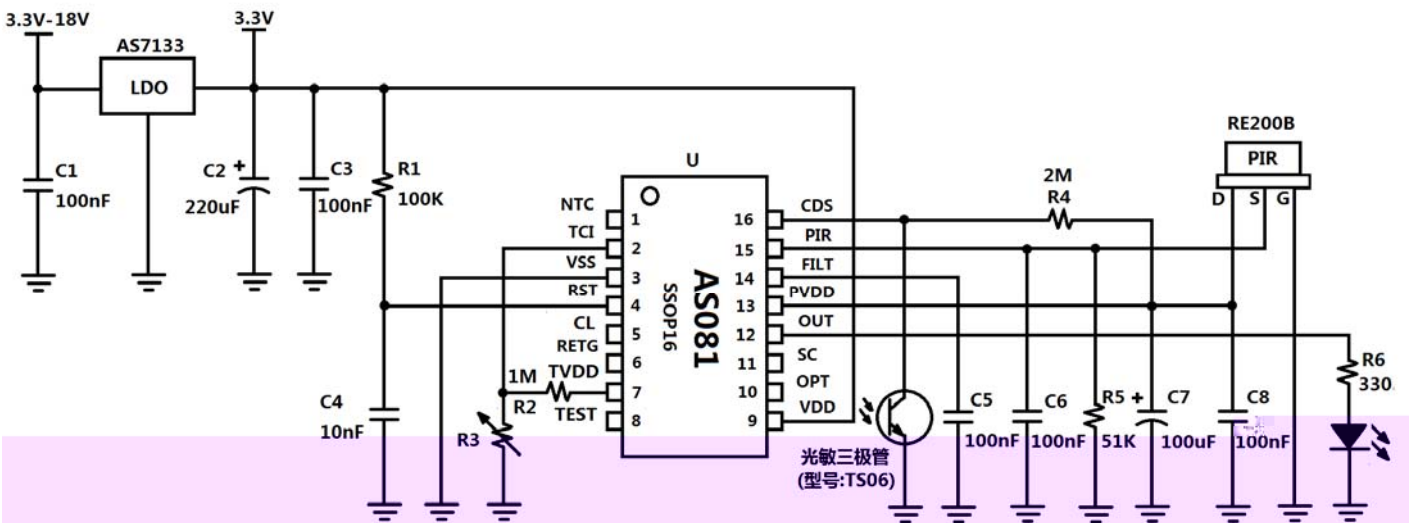 3.3V-18V
3.3V
AS7133
LDO
C1
100nF
C2
+
220uF
C3
100nF
R1
100K
C4
10nF
U
NTC
1
TCI
2
VSS
3
RST
4
CL
5
RETG
6
1M
TVDD
7
R2
TEST
8
R3
AS081
SSOP16
16
CDS
15
PIR
14
FILT
13
PVDD
12
OUT
11
SC
10
OPT
9
VDD
2M
R4
RE200B
PIR
D
S
G
光敏三极管
(型号:TS06)
C5
100nF
C6
100nF
R5
51K
+
C7
100uF
C8
100nF
R6
330